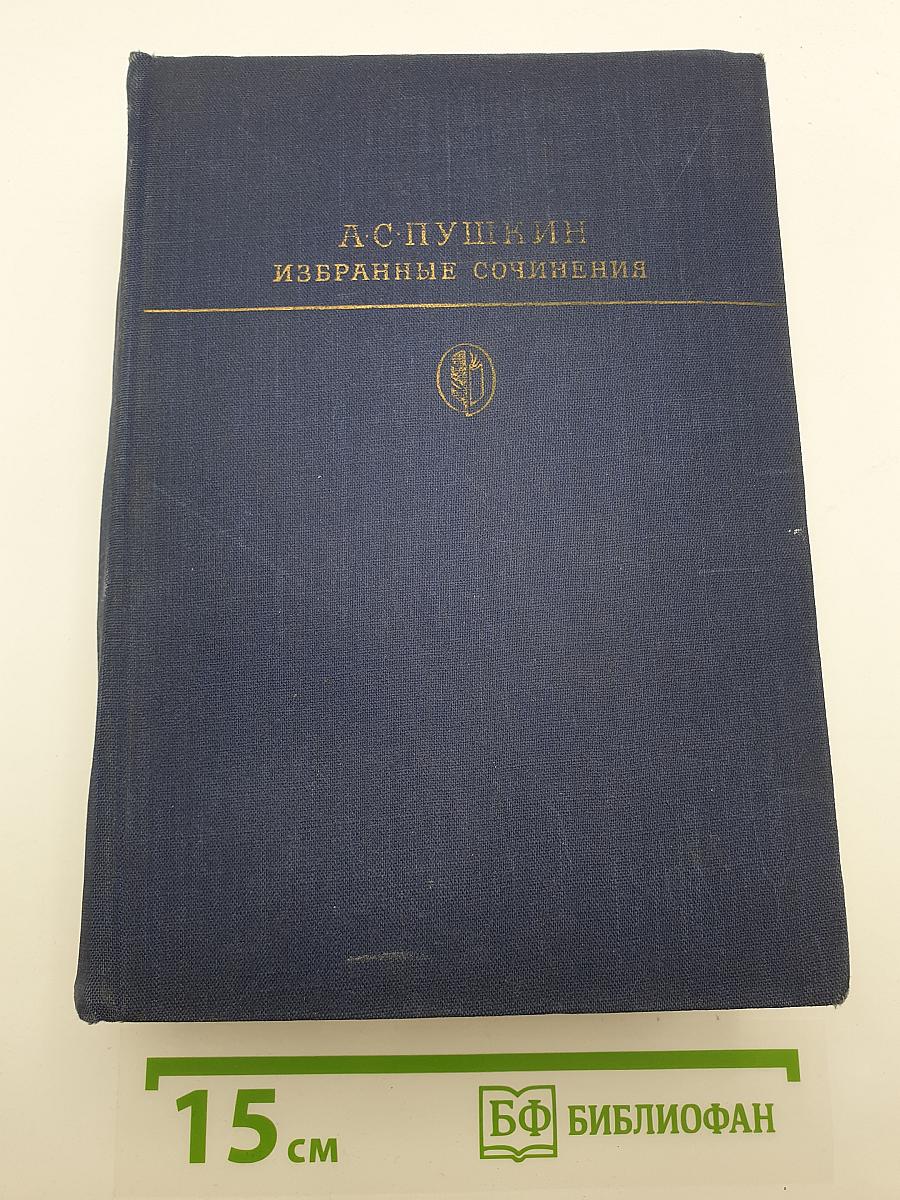 А·С·ПУШКИН
ИЗБРАННЫЕ СОЧИНЕНИЯ
15 см
БФ БИБЛИОФАН